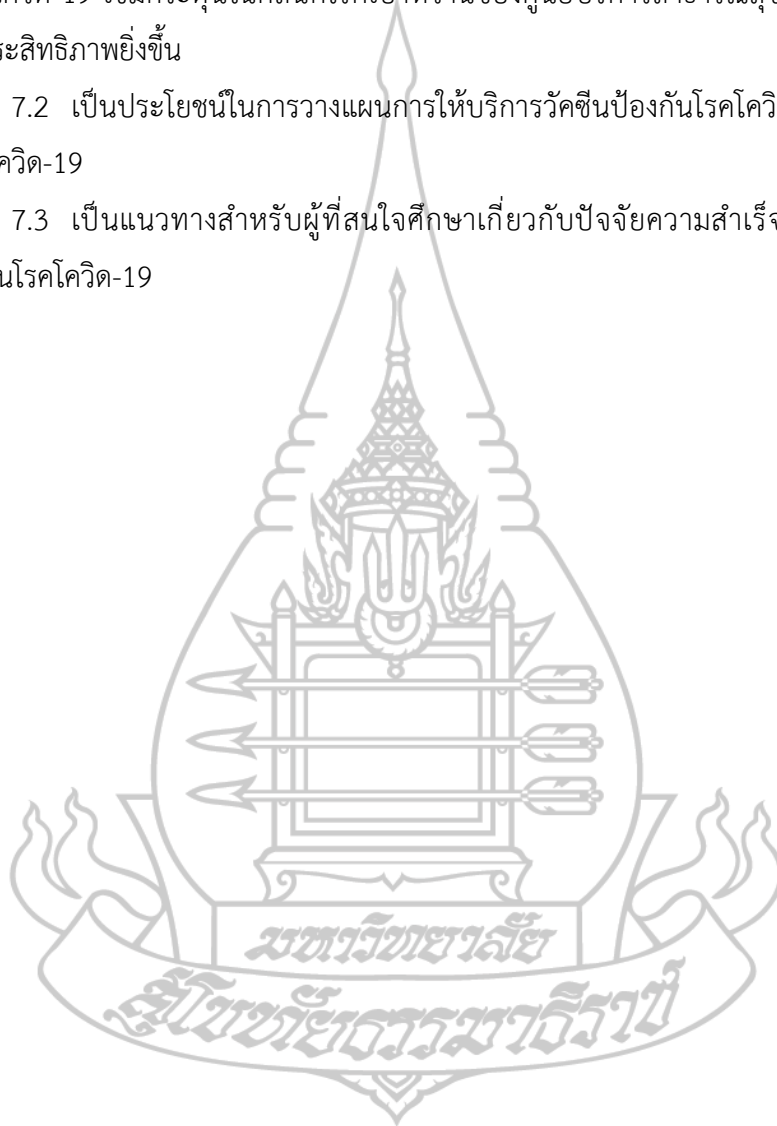 ระสิทธิภาพยิ่งขึ้น
7.2 เป็นประโยชน์ในการวางแผนการให้บริการวัคซีนป้องกันโรคโควิ
ควิด-19
7.3 เป็นแนวทางสำหรับผู้ที่สนใจศึกษาเกี่ยวกับปัจจัยความสำเร็จ
นโรคโควิด-19
มหาวิทยาลัย
สุโขทัยธรรมาธิราช